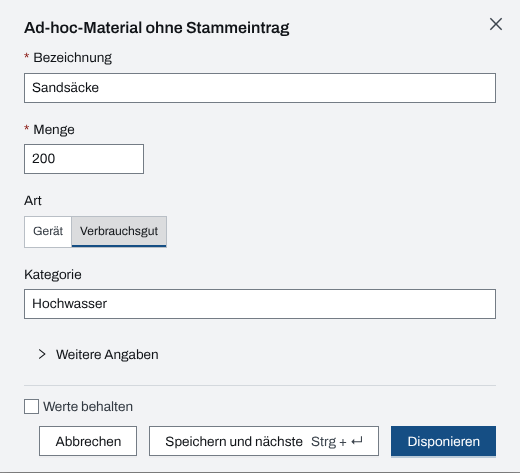 Ad-hoc-Material ohne Stammeintrag
* Bezeichnung
Sandsäcke
* Menge
200
Art
Gerät Verbrauchsgut
Kategorie
Hochwasser
Weitere Angaben
Werte behalten
Abbrechen Speichern und nächste Strg + ↵ Disponieren